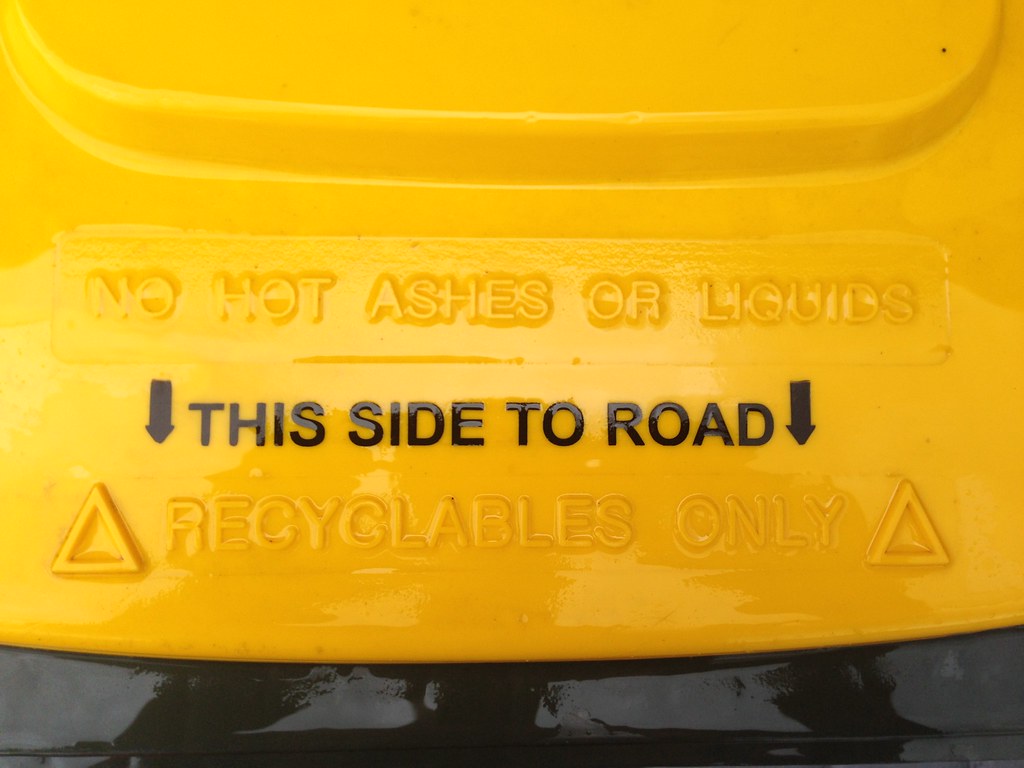 NO HOT ASHES OR LIQUIDS
THIS SIDE TO ROAD
RECYCLABLES ONLY